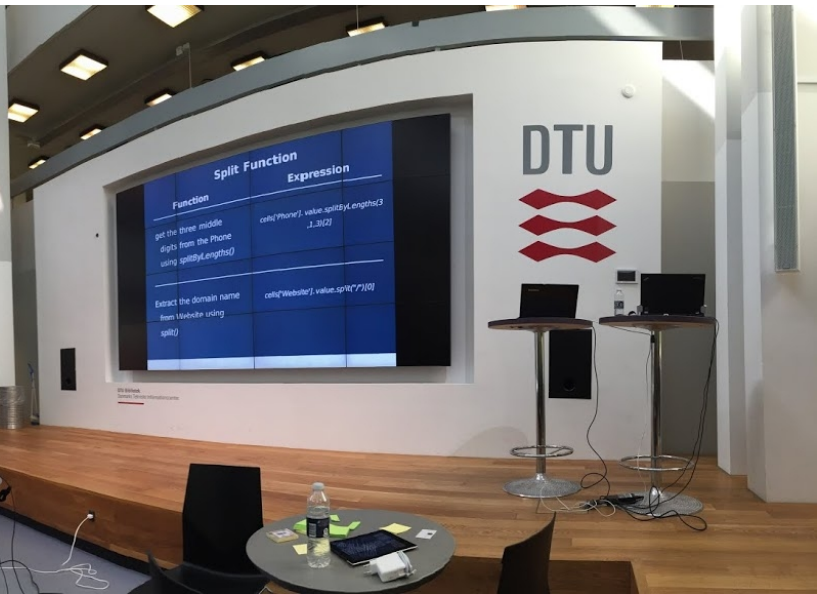 Split Function
Function
Expression
get the three middle
digits from the Phone
using splitByLengths()
cells['Phone']. value.splitByLengths(3
,1,3)[2]
Extract the domain name
from Website using
split()
cells['Website']. value.split("/")[0]
DTU